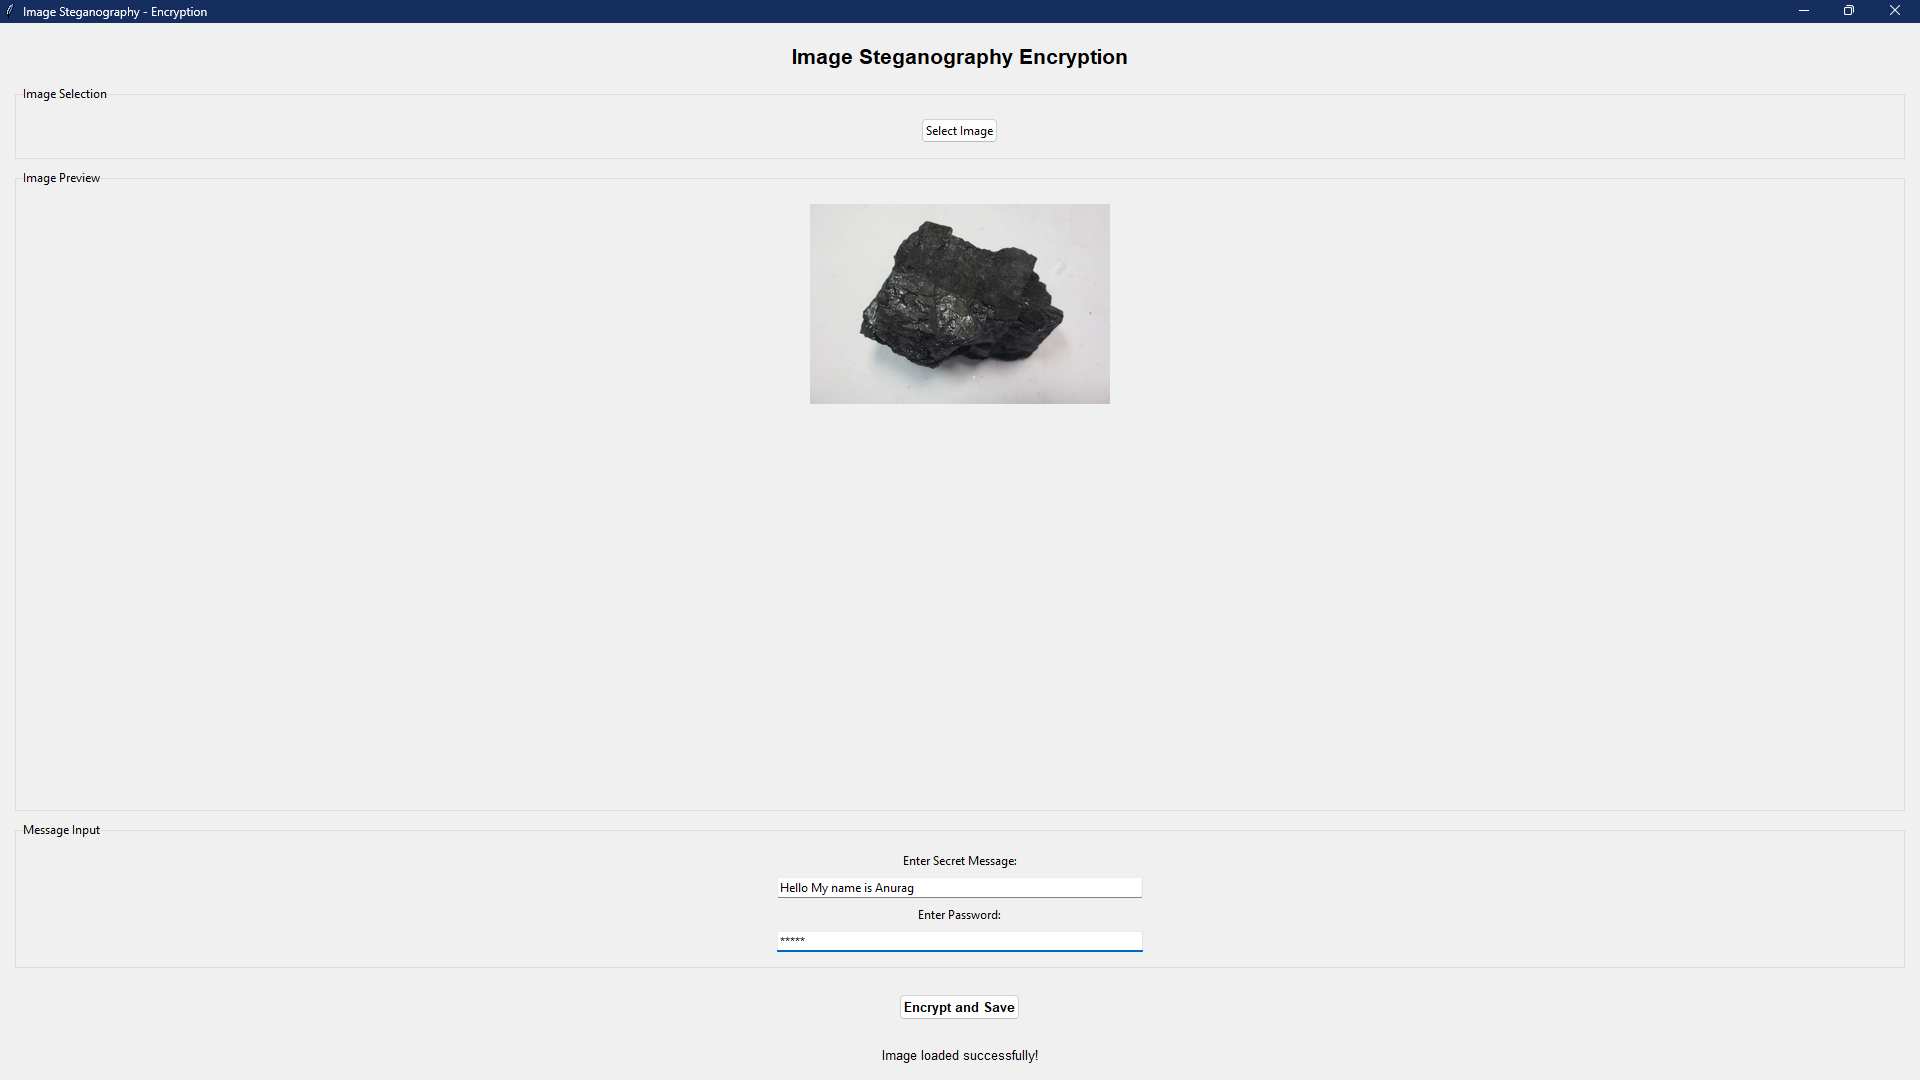 Image Steganography - Encryption
Image Steganography Encryption
Image Selection
Select Image
Image Preview
Message Input
Enter Secret Message:
Hello My name is Anurag
Enter Password:
*****
Encrypt and Save
Image loaded successfully!